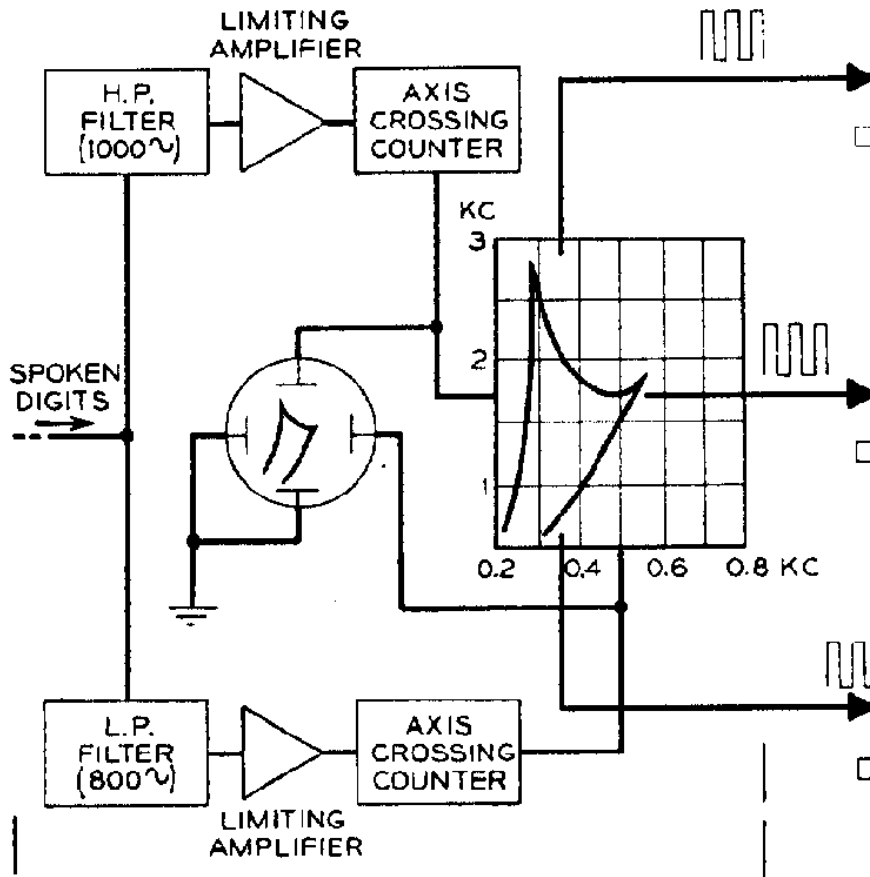 LIMITING
AMPLIFIER
H.P.
FILTER
(1000~)
AXIS
CROSSING
COUNTER
KC
3
2
1
0.2 0.4 0.6 0.8 KC
SPOKEN
DIGITS
L.P.
FILTER
(800~)
AXIS
CROSSING
COUNTER
LIMITING
AMPLIFIER